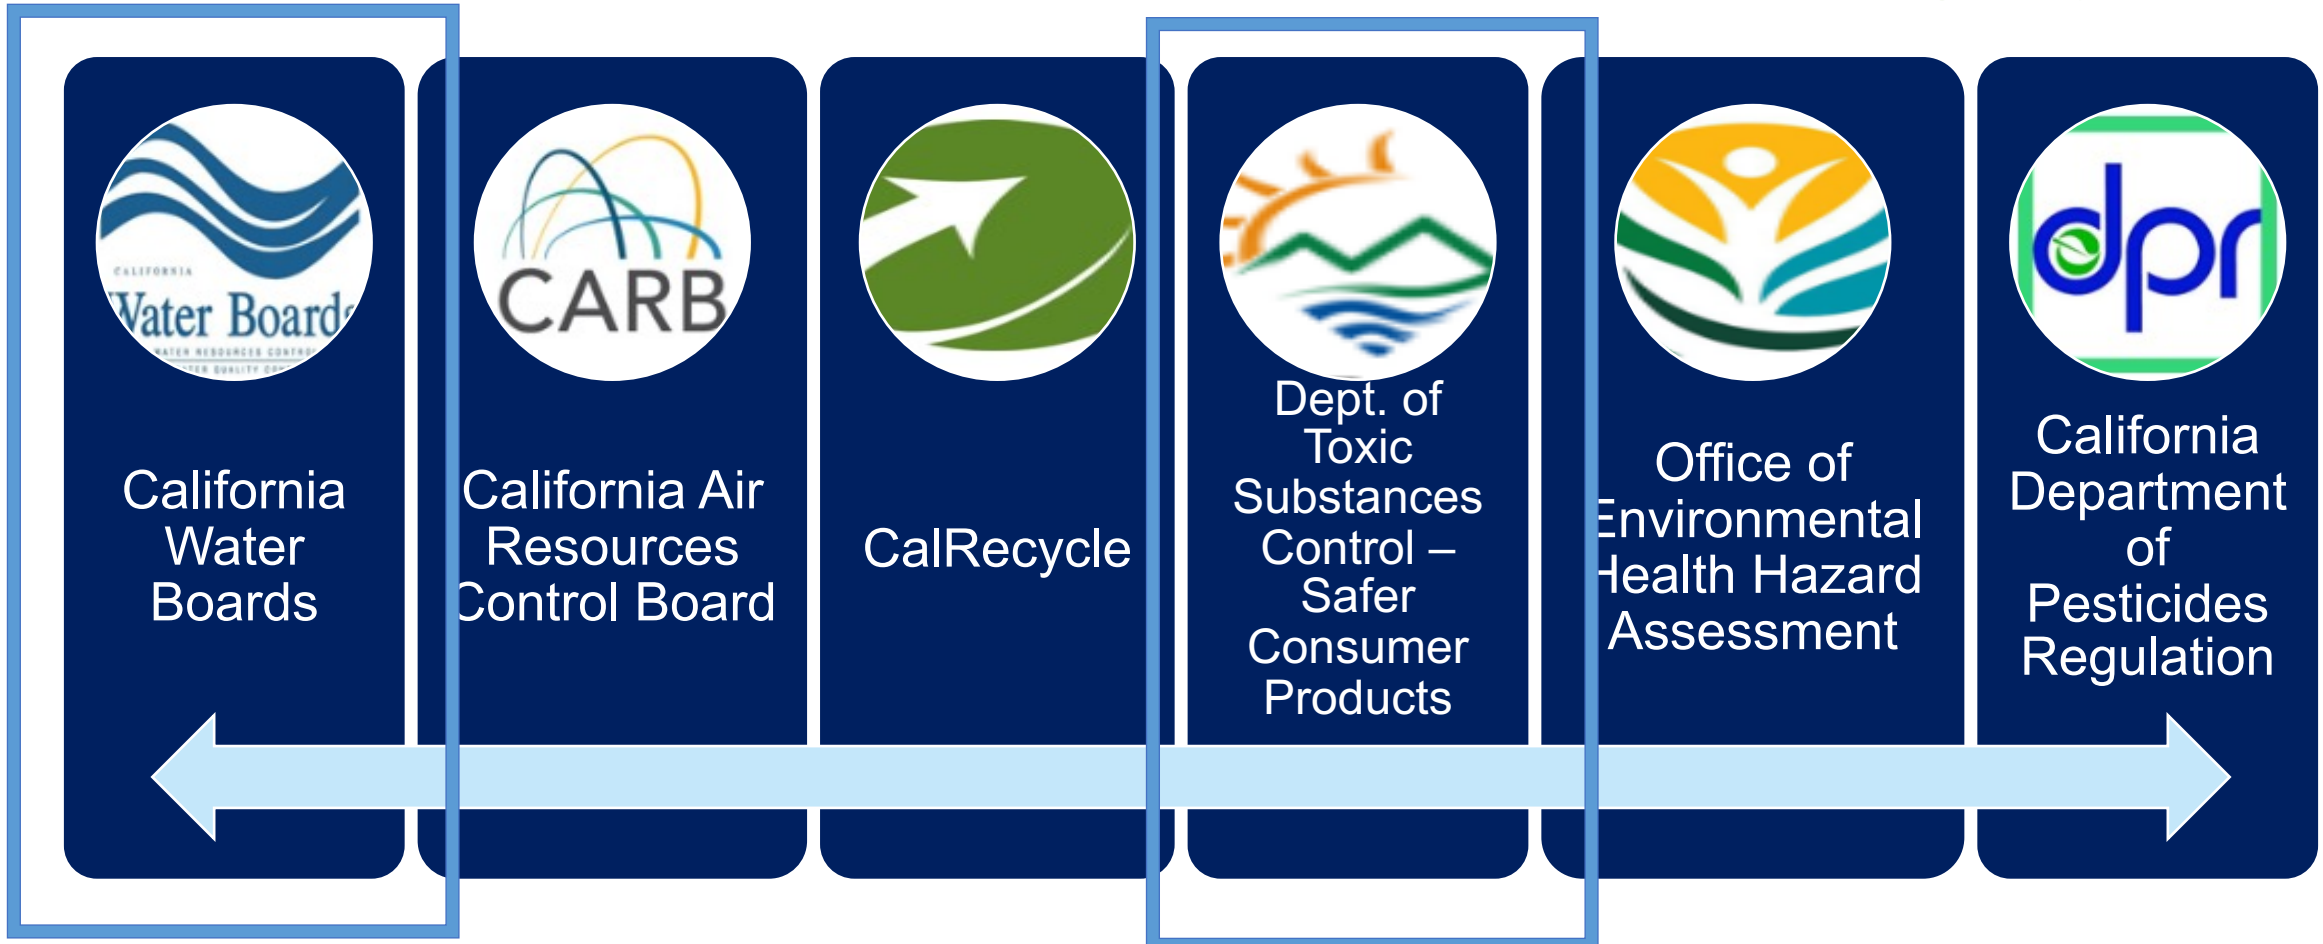 CALIFORNIA
Water Boards
CARB
dpr
California
Water
Boards
California Air
Resources
Control Board
CalRecycle
Dept. of
Toxic
Substances
Control –
Safer
Consumer
Products
Office of
Environmental
Health Hazard
Assessment
California
Department
of
Pesticides
Regulation